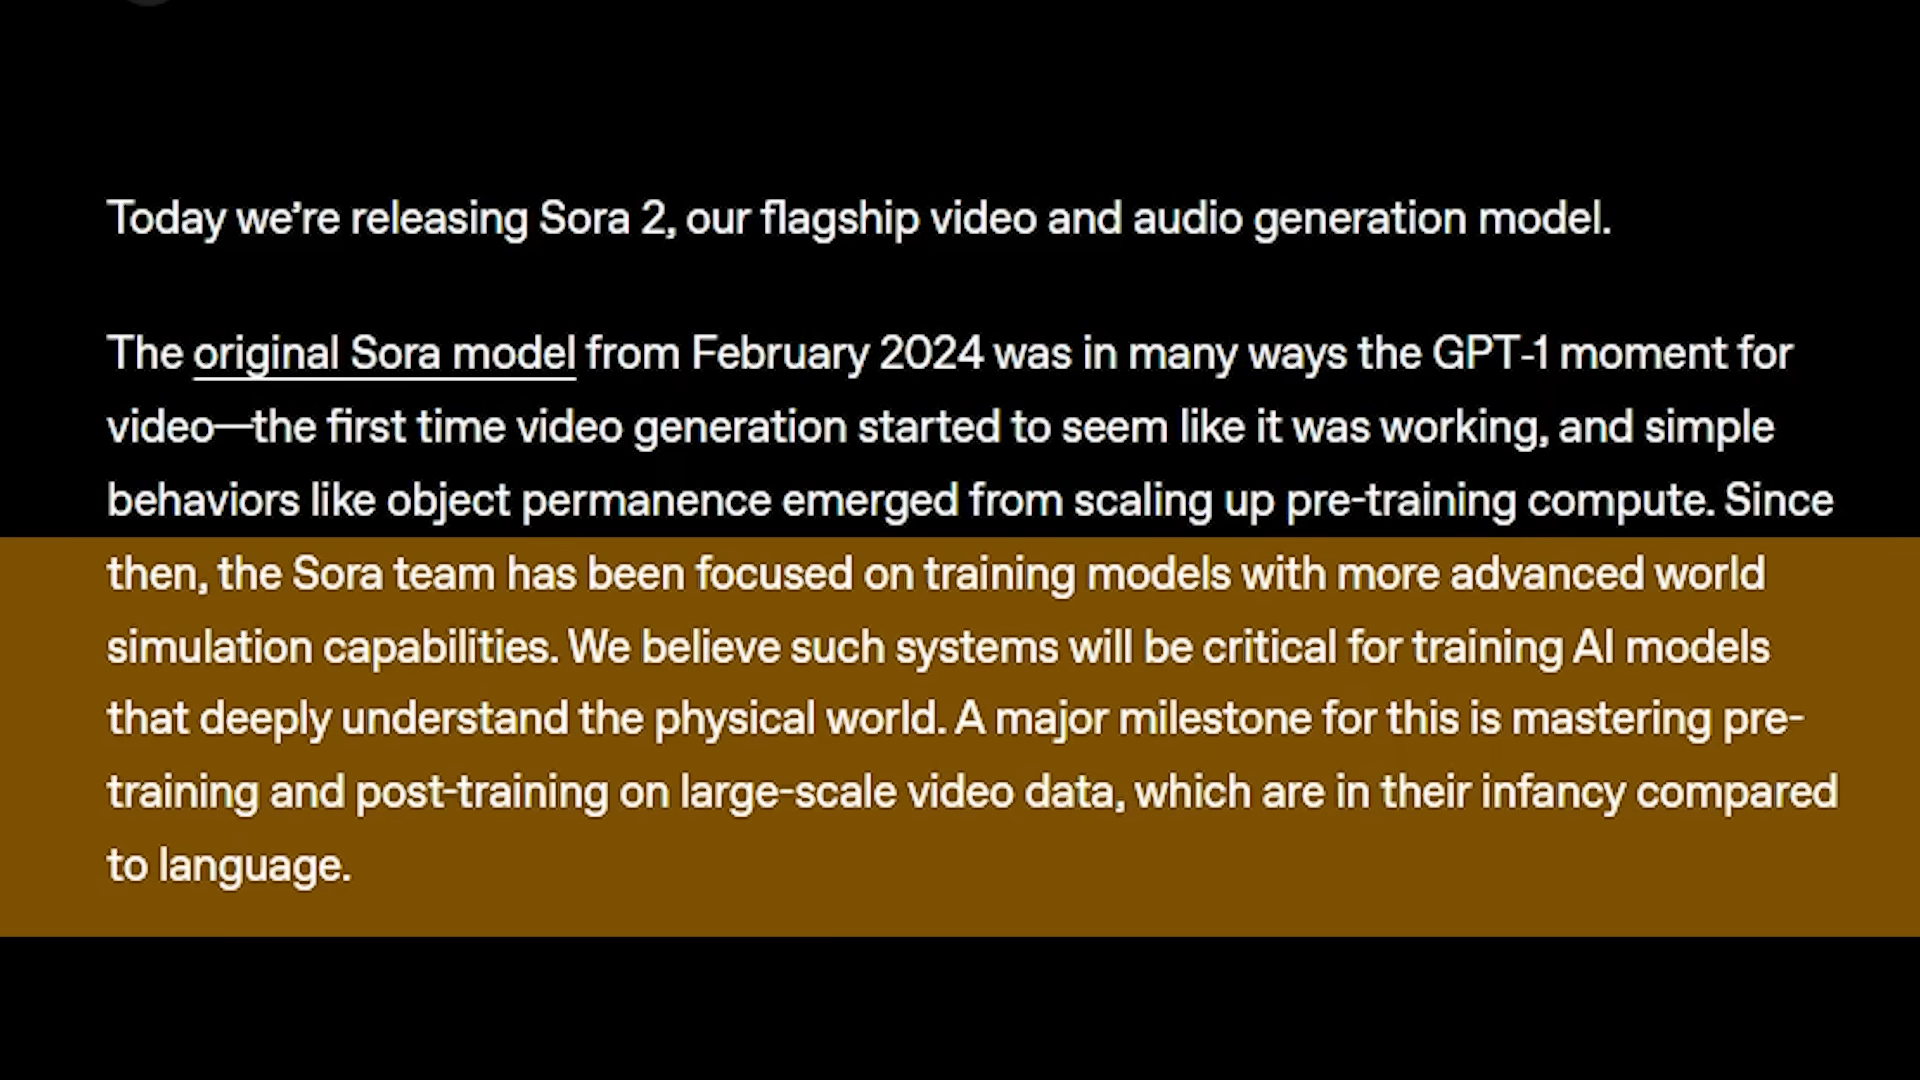 Today we’re releasing Sora 2, our flagship video and audio generation model.
The original Sora model from February 2024 was in many ways the GPT-1 moment for
video—the first time video generation started to seem like it was working, and simple
behaviors like object permanence emerged from scaling up pre-training compute. Since
then, the Sora team has been focused on training models with more advanced world
simulation capabilities. We believe such systems will be critical for training AI models
that deeply understand the physical world. A major milestone for this is mastering pre-
training and post-training on large-scale video data, which are in their infancy compared
to language.